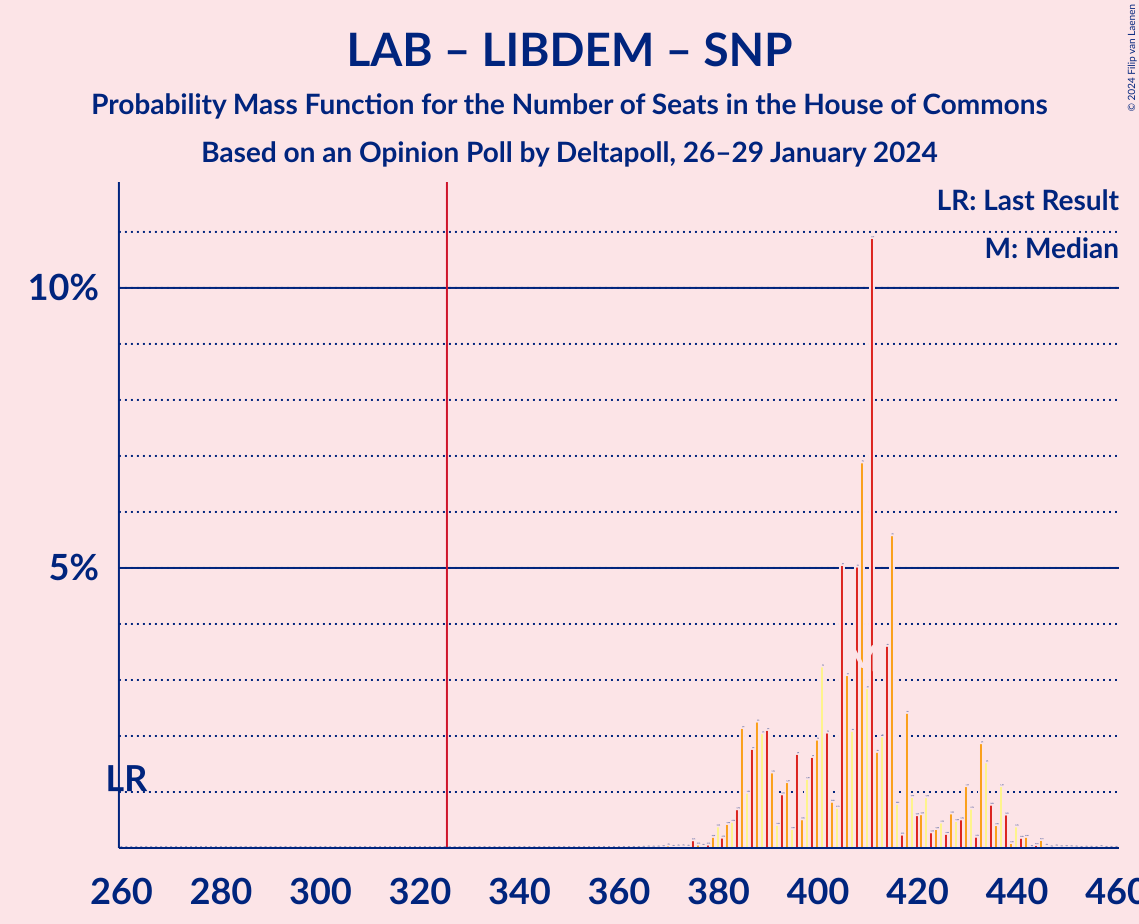 LAB – LIBDEM – SNP
Probability Mass Function for the Number of Seats in the House of Commons
Based on an Opinion Poll by Deltapoll, 26–29 January 2024
© 2024 Filip van Laenen
LR: Last Result
M: Median
10%
5%
LR
260 280 300 320 340 360 380 400 420 440 460